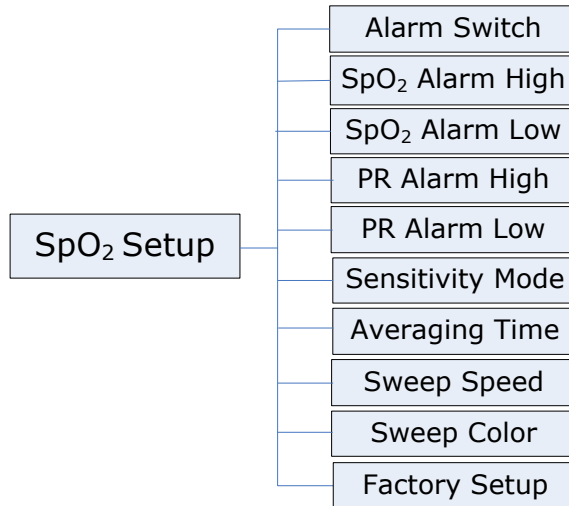 SpO₂ Setup
Alarm Switch
SpO₂ Alarm High
SpO₂ Alarm Low
PR Alarm High
PR Alarm Low
Sensitivity Mode
Averaging Time
Sweep Speed
Sweep Color
Factory Setup